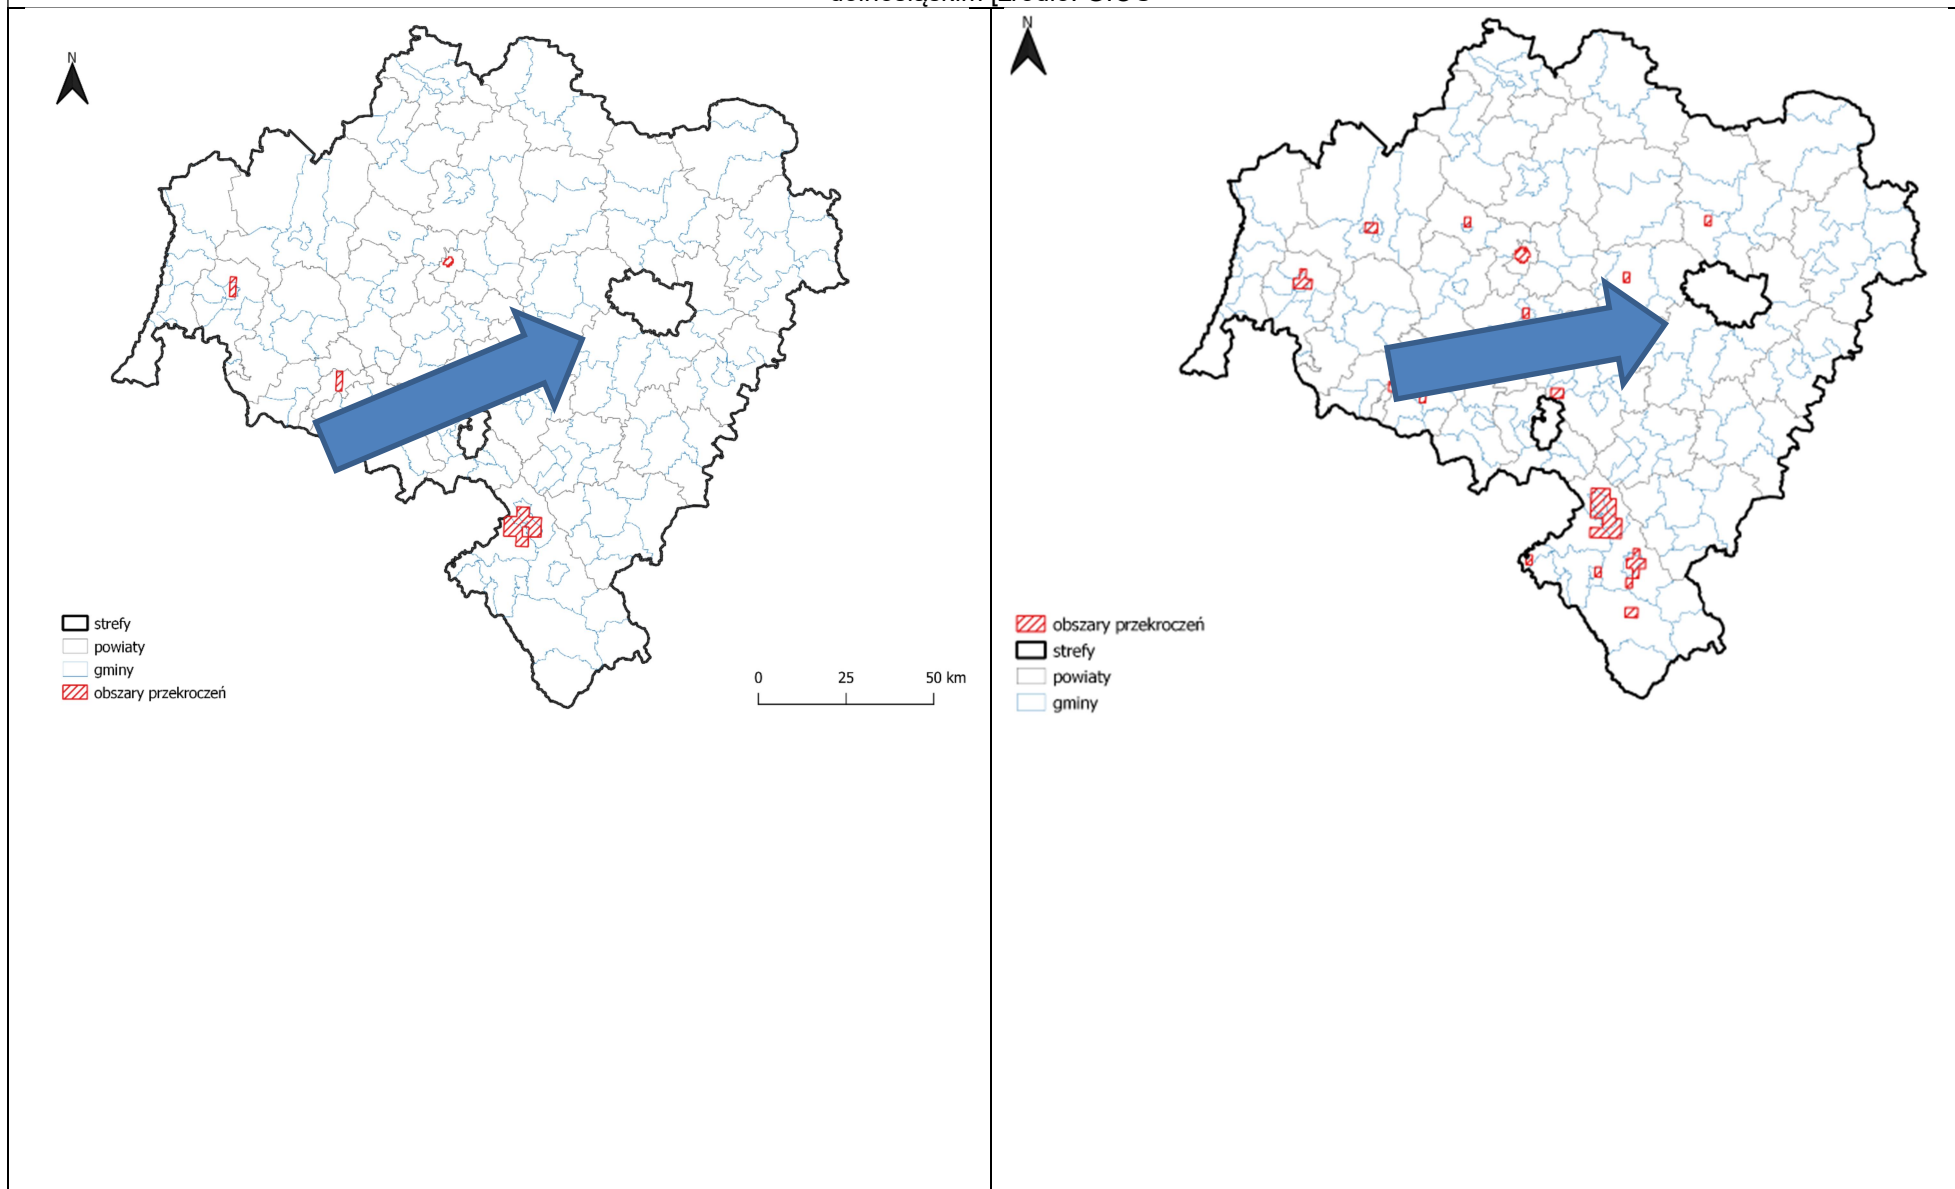 N
strefy
powiaty
gminy
obszary przekroczeń
0 25 50 km
N
obszary przekroczeń
strefy
powiaty
gminy